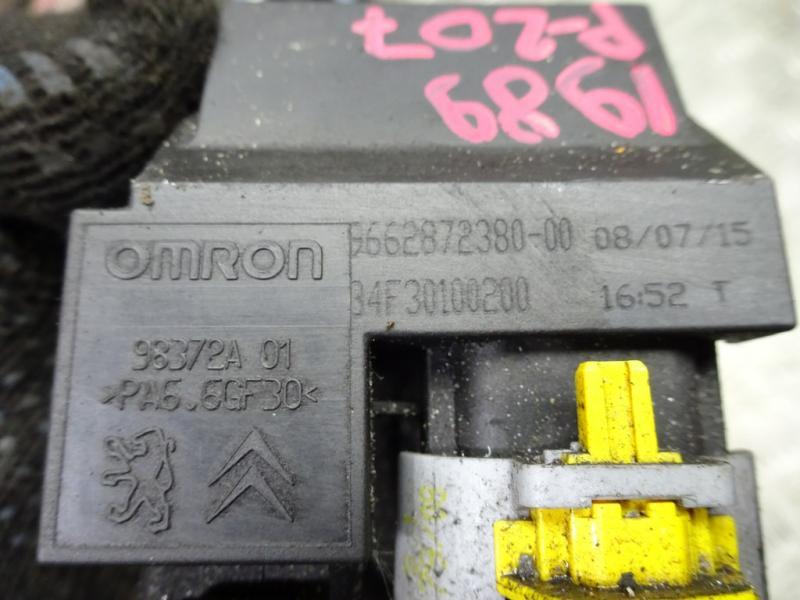 P-207
1989
OMRON
9662872380-00 08/07/15
34F30100200 16:52 T
98372A 01
>PA6.6GF30<